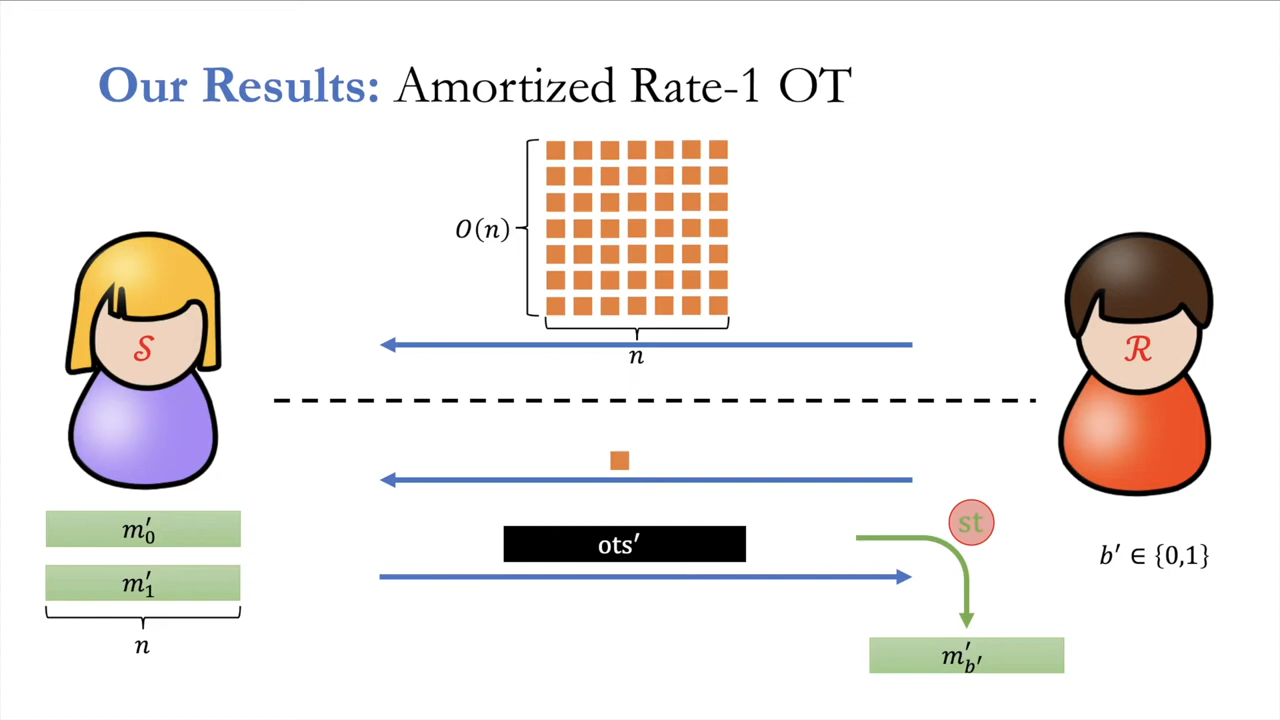 Our Results: Amortized Rate-1 OT
O(n)
n
𝒮
ℛ
m′₀
m′₁
n
ots′
st
b′ ∈ {0,1}
m′_b′